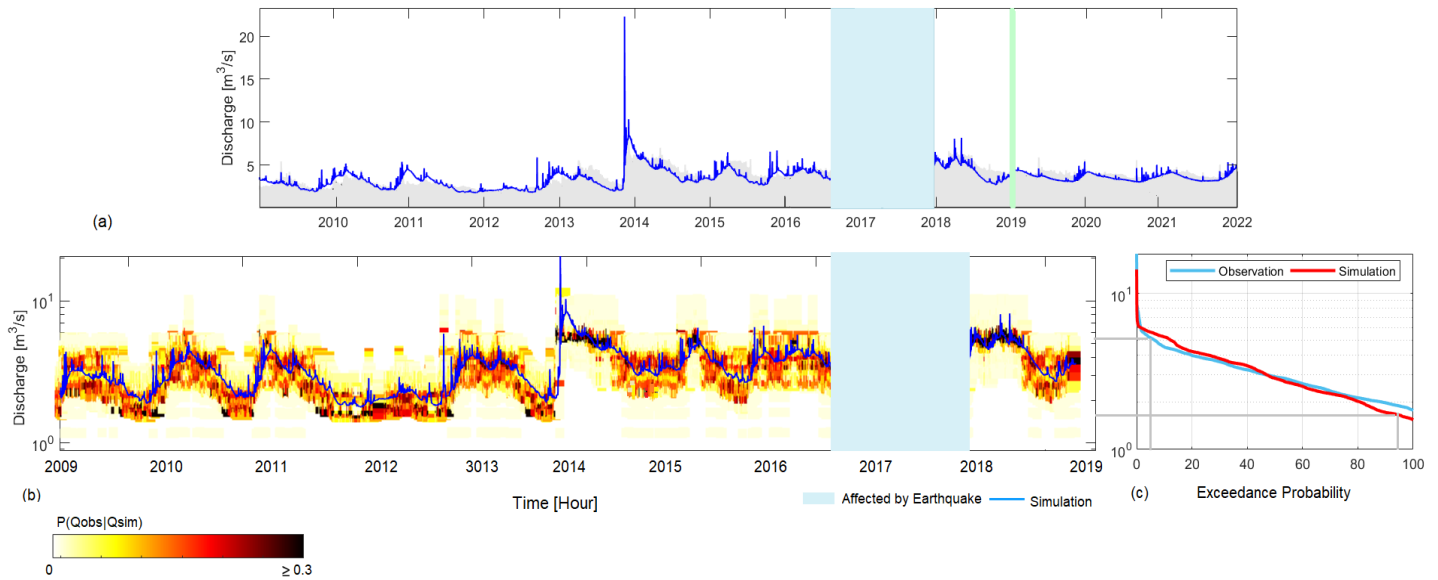 20
15
10
5
Discharge [m³/s]
2010 2011 2012 2013 2014 2015 2016 2017 2018 2019 2020 2021 2022
(a)
10¹
10⁰
Discharge [m³/s]
2009 2010 2011 2012 3013 2014 2015 2016 2017 2018 2019
(b)
Time [Hour]
Affected by Earthquake
Simulation
Observation
Simulation
10¹
10⁰
0 20 40 60 80 100
(c)
Exceedance Probability
P(Qobs|Qsim)
0 ≥ 0.3